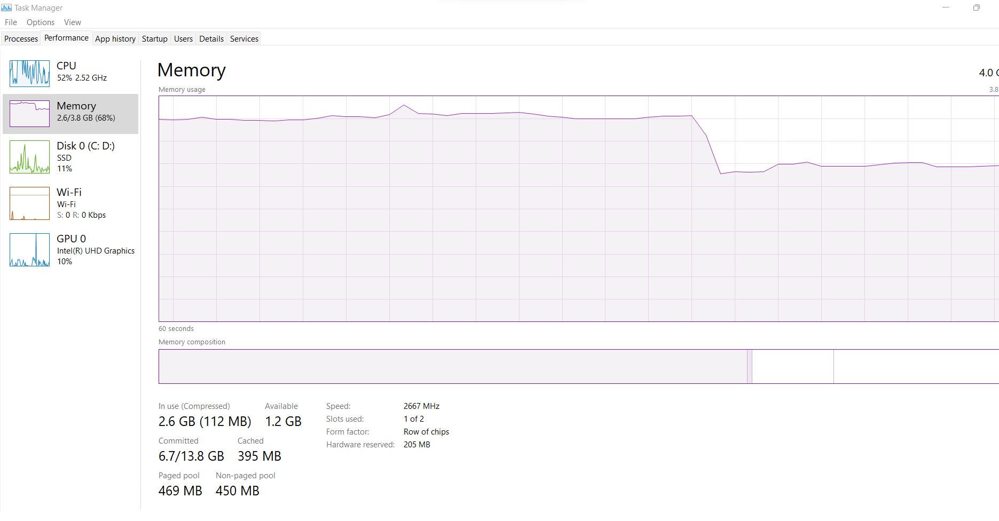 Task Manager
File Options View
Processes Performance App history Startup Users Details Services
CPU
52% 2.52 GHz
Memory
2.6/3.8 GB (68%)
Disk 0 (C: D:)
SSD
11%
Wi-Fi
Wi-Fi
S: 0 R: 0 Kbps
GPU 0
Intel(R) UHD Graphics
10%
Memory
4.0
Memory usage
3.8
60 seconds
Memory composition
In use (Compressed)
2.6 GB (112 MB)
Available
1.2 GB
Committed
6.7/13.8 GB
Cached
395 MB
Paged pool
469 MB
Non-paged pool
450 MB
Speed: 2667 MHz
Slots used: 1 of 2
Form factor: Row of chips
Hardware reserved: 205 MB